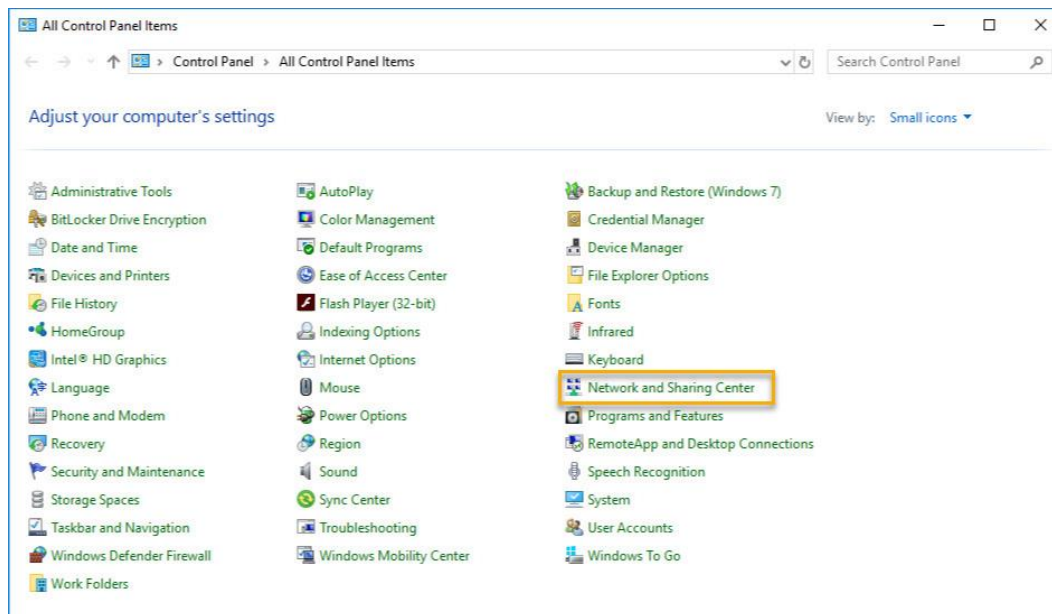 All Control Panel Items
Control Panel > All Control Panel Items
Search Control Panel
Adjust your computer's settings
View by: Small icons
Administrative Tools
AutoPlay
Backup and Restore (Windows 7)
BitLocker Drive Encryption
Color Management
Credential Manager
Date and Time
Default Programs
Device Manager
Devices and Printers
Ease of Access Center
File Explorer Options
File History
Flash Player (32-bit)
Fonts
HomeGroup
Indexing Options
Infrared
Intel® HD Graphics
Internet Options
Keyboard
Language
Mouse
Network and Sharing Center
Phone and Modem
Power Options
Programs and Features
Recovery
Region
RemoteApp and Desktop Connections
Security and Maintenance
Sound
Speech Recognition
Storage Spaces
Sync Center
System
Taskbar and Navigation
Troubleshooting
User Accounts
Windows Defender Firewall
Windows Mobility Center
Windows To Go
Work Folders